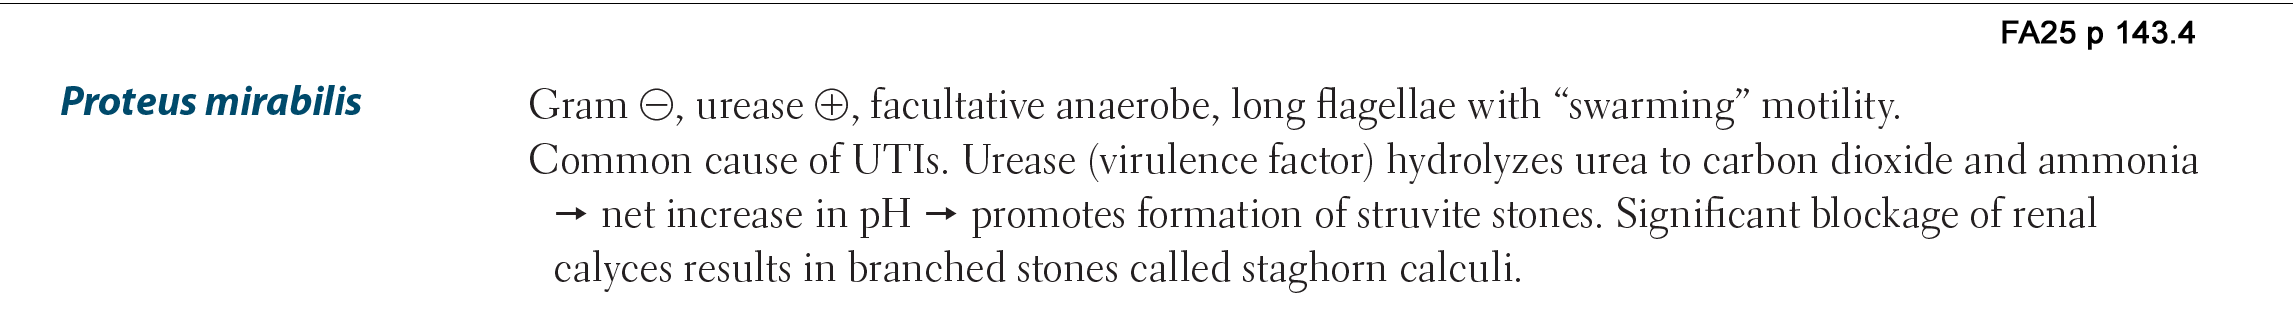 FA25 p 143.4
Proteus mirabilis
Gram ⊖, urease ⊕, facultative anaerobe, long flagellae with “swarming” motility.
Common cause of UTIs. Urease (virulence factor) hydrolyzes urea to carbon dioxide and ammonia
→ net increase in pH → promotes formation of struvite stones. Significant blockage of renal
calyces results in branched stones called staghorn calculi.